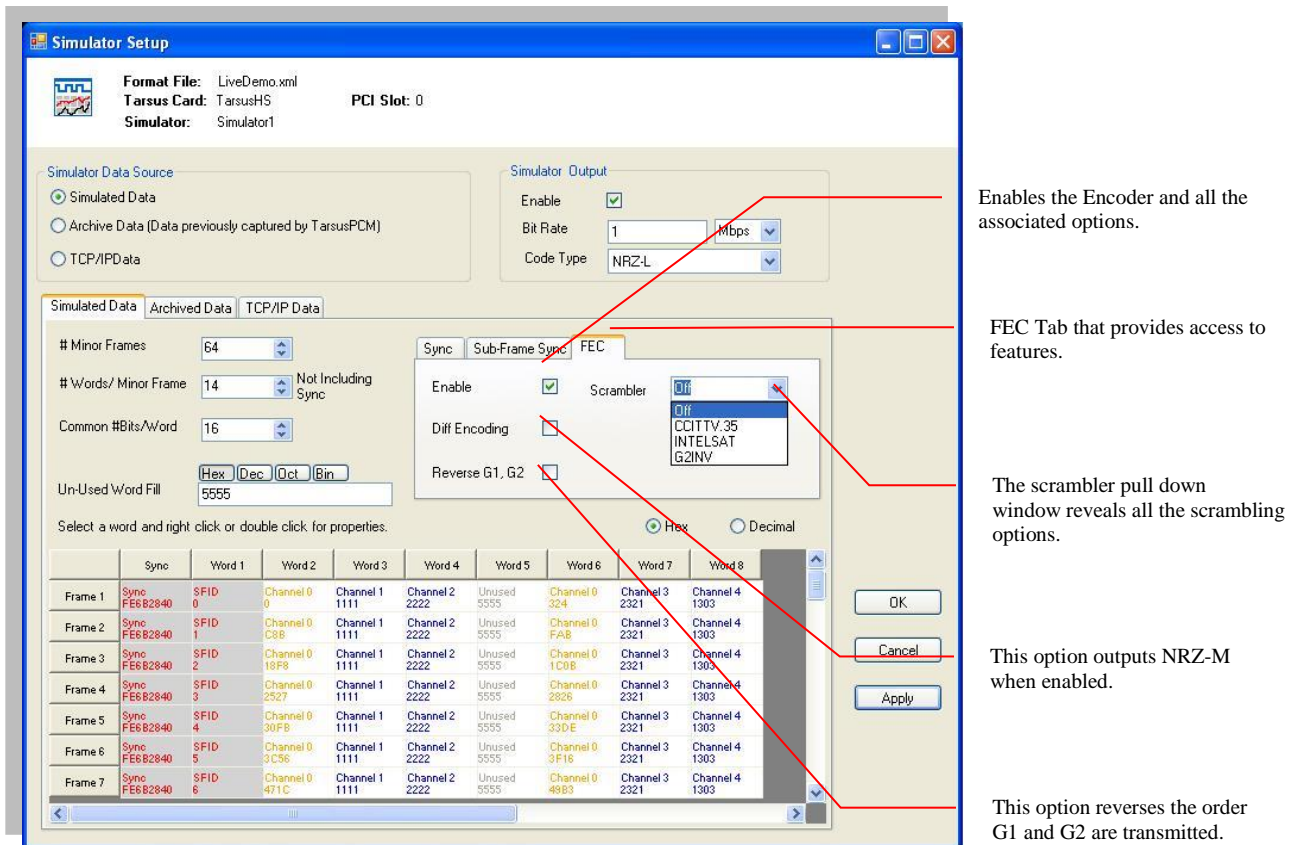 Simulator Setup
Format File: LiveDemo.xml
Tarsus Card: TarsusHS PCI Slot: 0
Simulator: Simulator1
Simulator Data Source
Simulated Data
Archive Data (Data previously captured by TarsusPCM)
TCP/IPData
Simulator Output
Enable
Bit Rate 1 Mbps
Code Type NRZ-L
Simulated Data Archived Data TCP/IP Data
# Minor Frames 64
# Words/ Minor Frame 14 Not Including
Sync
Common #Bits/Word 16
Hex Dec Oct Bin
Un-Used Word Fill 5555
Sync Sub-Frame Sync FEC
Enable Scrambler Off
Off
CCITTV.35
INTELSAT
G2INV
Diff Encoding
Reverse G1, G2
Select a word and right click or double click for properties. Hex Decimal
Sync Word 1 Word 2 Word 3 Word 4 Word 5 Word 6 Word 7 Word 8
Frame 1 Sync SFID Channel 0 Channel 1 Channel 2 Unused Channel 0 Channel 3 Channel 4
FE6B2840 0 0 1111 2222 5555 324 2321 1303
Frame 2 Sync SFID Channel 0 Channel 1 Channel 2 Unused Channel 0 Channel 3 Channel 4
FE6B2840 1 C8B 1111 2222 5555 FAB 2321 1303
Frame 3 Sync SFID Channel 0 Channel 1 Channel 2 Unused Channel 0 Channel 3 Channel 4
FE6B2840 2 18F8 1111 2222 5555 1C0B 2321 1303
Frame 4 Sync SFID Channel 0 Channel 1 Channel 2 Unused Channel 0 Channel 3 Channel 4
FE6B2840 3 2527 1111 2222 5555 2826 2321 1303
Frame 5 Sync SFID Channel 0 Channel 1 Channel 2 Unused Channel 0 Channel 3 Channel 4
FE6B2840 4 30FB 1111 2222 5555 33DE 2321 1303
Frame 6 Sync SFID Channel 0 Channel 1 Channel 2 Unused Channel 0 Channel 3 Channel 4
FE6B2840 5 3C56 1111 2222 5555 3F16 2321 1303
Frame 7 Sync SFID Channel 0 Channel 1 Channel 2 Unused Channel 0 Channel 3 Channel 4
FE6B2840 6 471C 1111 2222 5555 49B3 2321 1303
OK
Cancel
Apply
Enables the Encoder and all the
associated options.
FEC Tab that provides access to
features.
The scrambler pull down
window reveals all the scrambling
options.
This option outputs NRZ-M
when enabled.
This option reverses the order
G1 and G2 are transmitted.